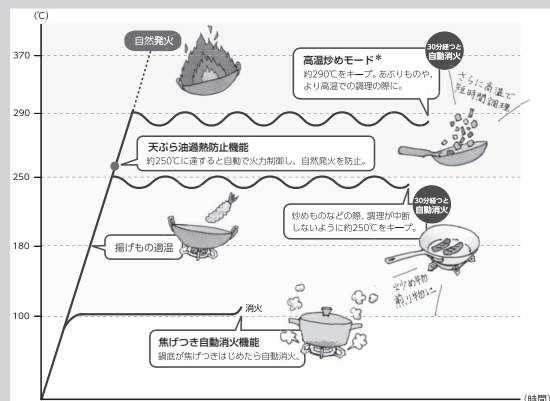 (℃)
370
290
250
180
100
自然発火
高温炒めモード*
約290℃をキープ。あぶりものや、
より高温での調理の際に。
30分経つと
自動消火
さらに高温で
短時間調理
天ぷら油過熱防止機能
約250℃に達すると自動で火力制御し、自然発火を防止。
炒めものなどの際、調理が中断
しないように約250℃をキープ。
30分経つと
自動消火
揚げもの適温
炒め物
煎り物に
消火
焦げつき自動消火機能
鍋底が焦げつきはじめたら自動消火。
(時間)